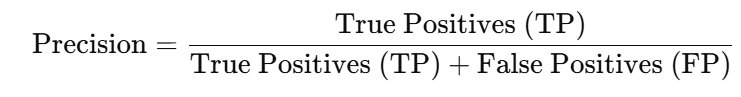 Precision = True Positives (TP) / True Positives (TP) + False Positives (FP)